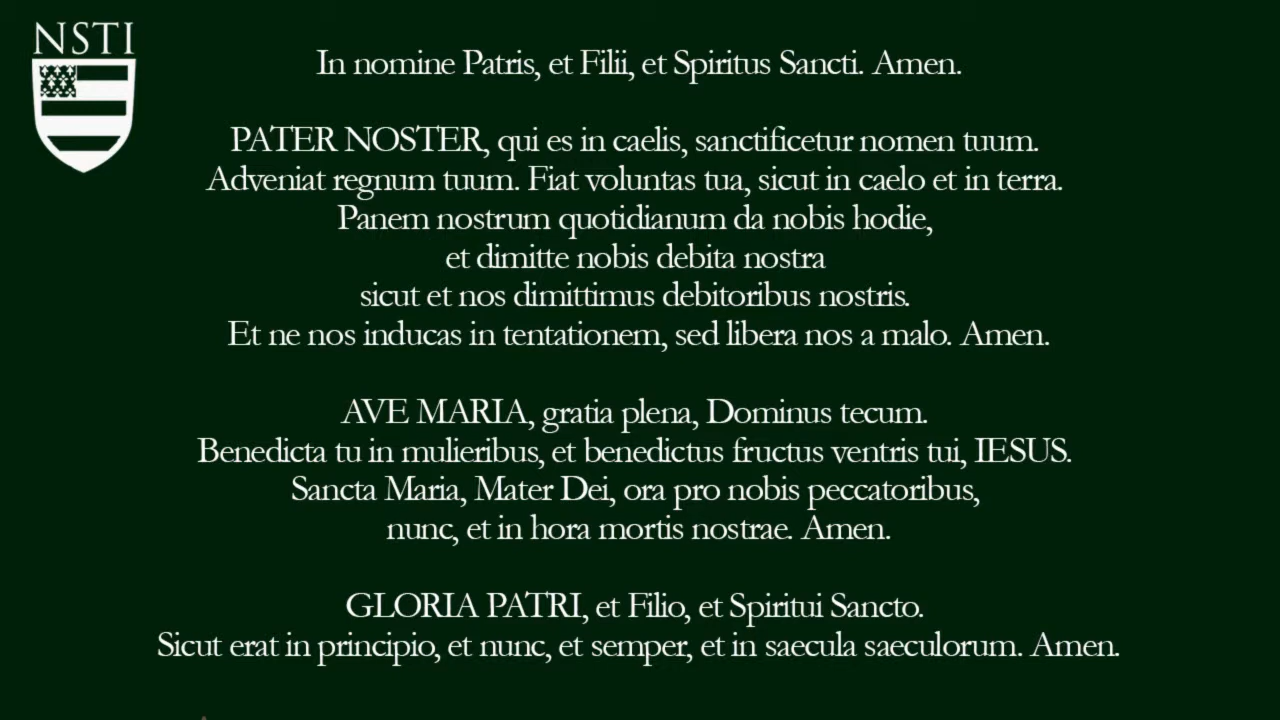 NSTI
In nomine Patris, et Filii, et Spiritus Sancti. Amen.
PATER NOSTER, qui es in caelis, sanctificetur nomen tuum.
Adveniat regnum tuum. Fiat voluntas tua, sicut in caelo et in terra.
Panem nostrum quotidianum da nobis hodie,
et dimitte nobis debita nostra
sicut et nos dimittimus debitoribus nostris.
Et ne nos inducas in tentationem, sed libera nos a malo. Amen.
AVE MARIA, gratia plena, Dominus tecum.
Benedicta tu in mulieribus, et benedictus fructus ventris tui, IESUS.
Sancta Maria, Mater Dei, ora pro nobis peccatoribus,
nunc, et in hora mortis nostrae. Amen.
GLORIA PATRI, et Filio, et Spiritui Sancto.
Sicut erat in principio, et nunc, et semper, et in saecula saeculorum. Amen.